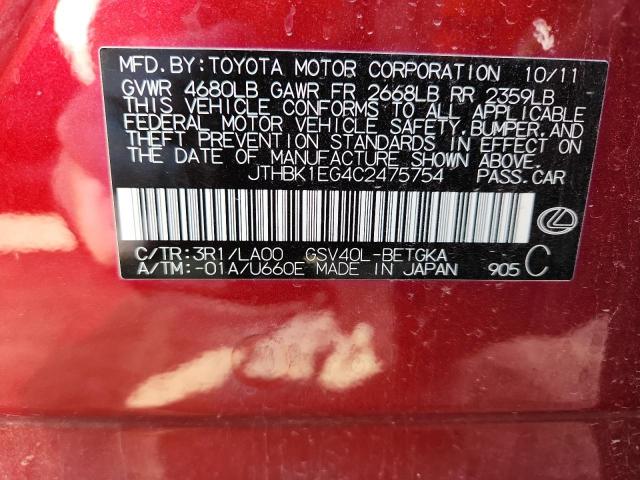 MFD.BY:TOYOTA MOTOR CORPORATION 10/11
GVWR 4680LB GAWR FR 2668LB RR 2359LB
THIS VEHICLE CONFORMS TO ALL APPLICABLE
FEDERAL MOTOR VEHICLE SAFETY,BUMPER,AND
THEFT PREVENTION STANDARDS IN EFFECT ON
THE DATE OF MANUFACTURE SHOWN ABOVE.
JTHBK1EG4C2475754 PASS.CAR
C/TR:3R1/LA00 GSV40L-BETGKA
A/TM:-01A/U660E MADE IN JAPAN 905 C